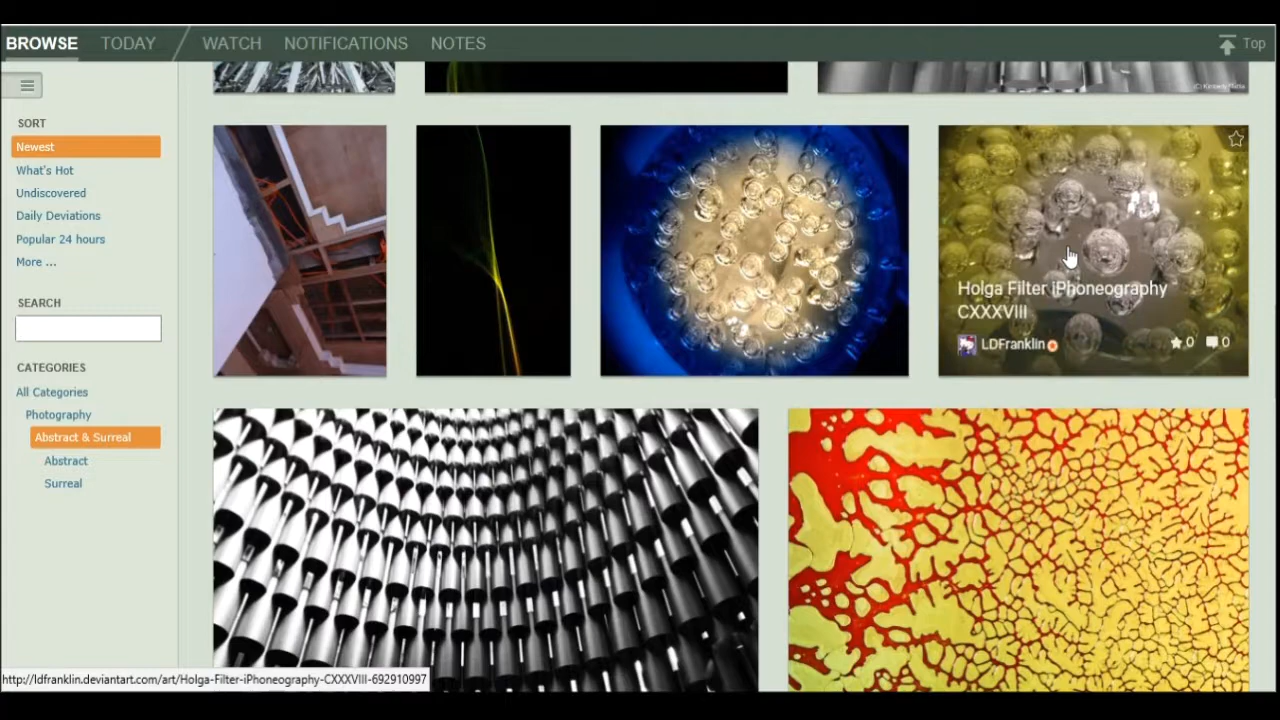 BROWSE TODAY WATCH NOTIFICATIONS NOTES Top
SORT
Newest
What's Hot
Undiscovered
Daily Deviations
Popular 24 hours
More ...
SEARCH
CATEGORIES
All Categories
Photography
Abstract & Surreal
Abstract
Surreal
Holga Filter iPhoneography
CXXXVIII
LDFranklin 0 0
http://ldfranklin.deviantart.com/art/Holga-Filter-iPhoneography-CXXXVIII-692910997